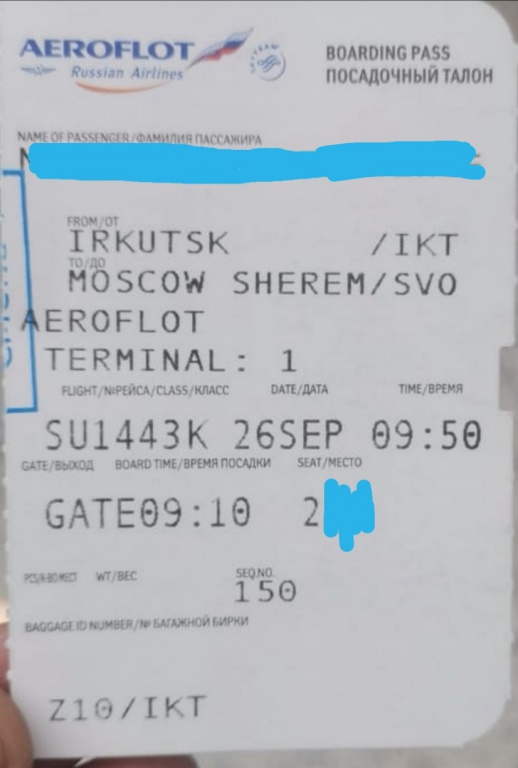 AEROFLOT
Russian Airlines
SKYTEAM
BOARDING PASS
ПОСАДОЧНЫЙ ТАЛОН
NAME OF PASSENGER/ФАМИЛИЯ ПАССАЖИРА
FROM/ОТ
IRKUTSK /IKT
TO/ДО
MOSCOW SHEREM/SVO
AEROFLOT
TERMINAL: 1
FLIGHT/№РЕЙСА/CLASS/КЛАСС DATE/ДАТА TIME/ВРЕМЯ
SU1443K 26SEP 09:50
GATE/ВЫХОД BOARD TIME/ВРЕМЯ ПОСАДКИ SEAT/МЕСТО
GATE09:10 2
PCS/К-ВО МЕСТ WT/ВЕС SEQ.NO.
150
BAGGAGE ID NUMBER/№ БАГАЖНОЙ БИРКИ
Z10/IKT